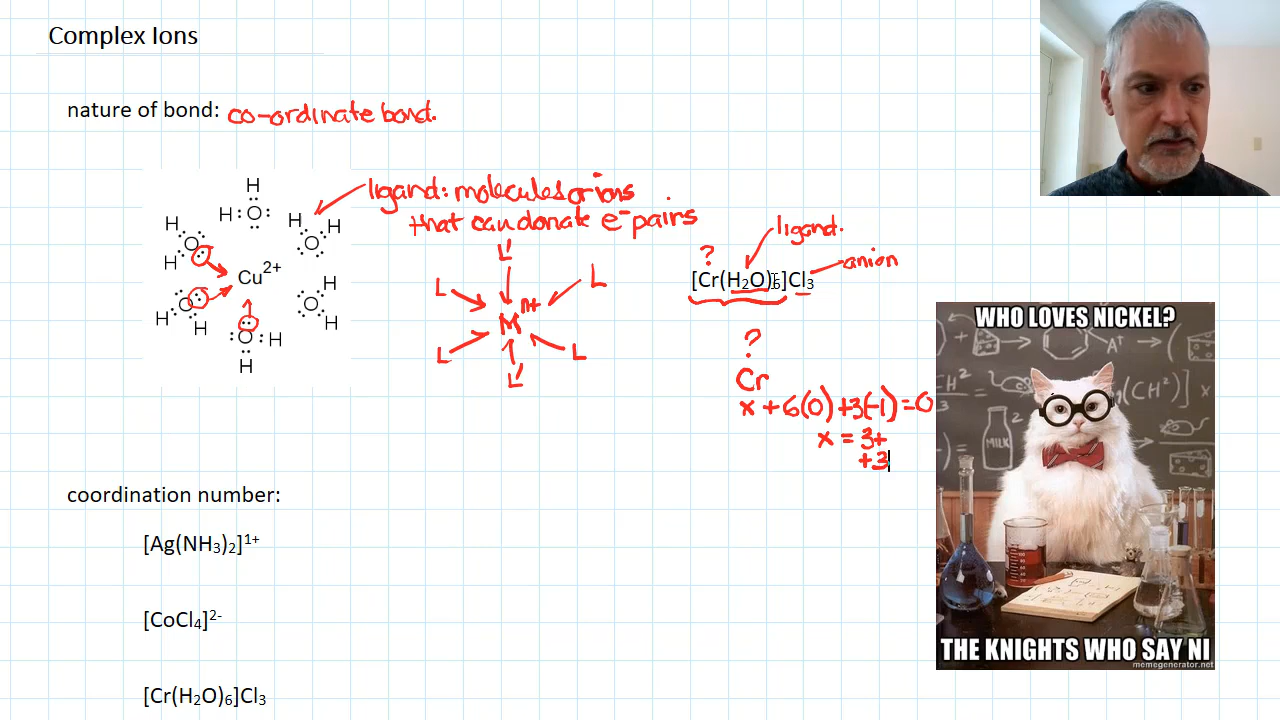 Complex Ions
nature of bond: co-ordinate bond.
H
H : O :
H
H H
O
H
O
Cu2+
H
O
H
O
H H
O : H
H
ligand: molecules or ions
that can donate e⁻ pairs
L
L L
n+
M
L L
L
ligand.
?
anion
[Cr(H₂O)₆]Cl₃
?
Cr
x + 6(0) +3(-1) = 0
x = 3+
+3
WHO LOVES NICKEL?
MILK
THE KNIGHTS WHO SAY NI
memegenerator.net
coordination number:
[Ag(NH₃)₂]¹⁺
[CoCl₄]²⁻
[Cr(H₂O)₆]Cl₃